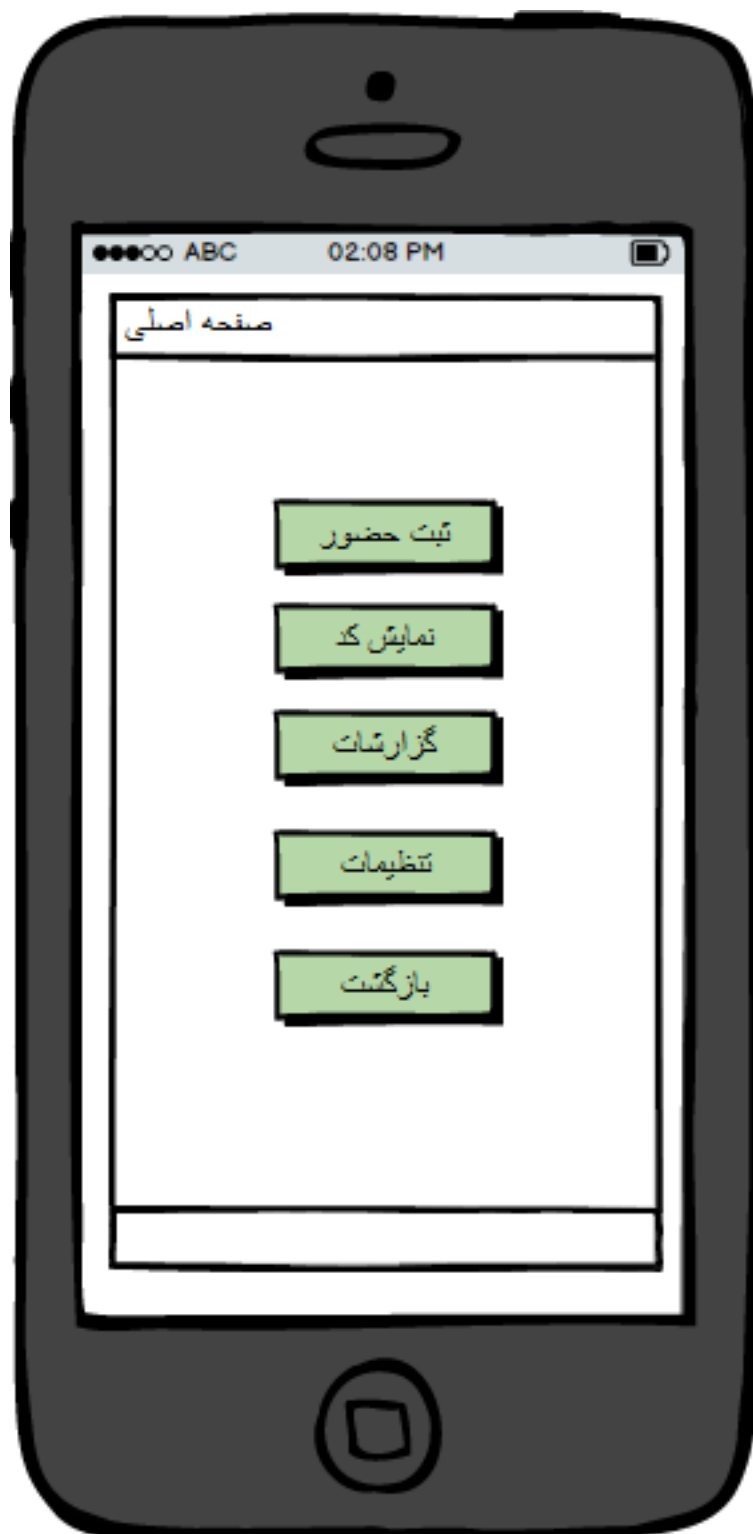 ABC 02:08 PM
صفحه اصلی
ثبت حضور
نمایش کد
گزارشات
تنظیمات
بازگشت